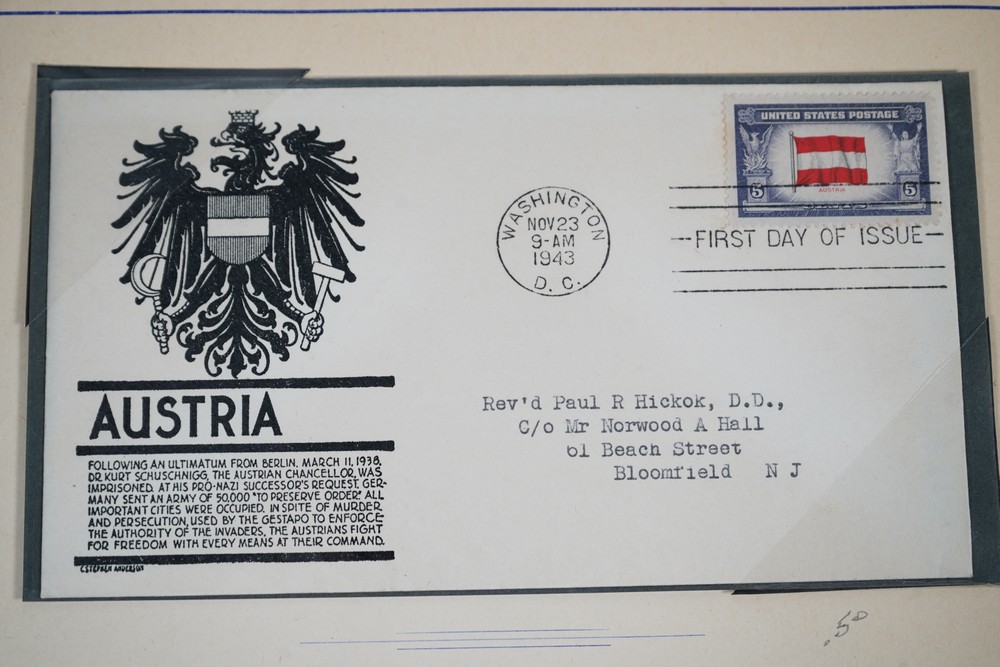 UNITED STATES POSTAGE
AUSTRIA
5 5
WASHINGTON
NOV 23
9-AM
1943
D. C.
FIRST DAY OF ISSUE
AUSTRIA
FOLLOWING AN ULTIMATUM FROM BERLIN, MARCH 11, 1938,
DR. KURT SCHUSCHNIGG, THE AUSTRIAN CHANCELLOR, WAS
IMPRISONED. AT HIS PRO-NAZI SUCCESSOR'S REQUEST, GER-
MANY SENT AN ARMY OF 50,000 "TO PRESERVE ORDER." ALL
IMPORTANT CITIES WERE OCCUPIED. IN SPITE OF MURDER
AND PERSECUTION, USED BY THE GESTAPO TO ENFORCE
THE AUTHORITY OF THE INVADERS, THE AUSTRIANS FIGHT
FOR FREEDOM WITH EVERY MEANS AT THEIR COMMAND.
C. STEPHEN ANDERSON
Rev'd Paul R Hickok, D.D.,
C/o Mr Norwood A Hall
61 Beach Street
Bloomfield N J
.50